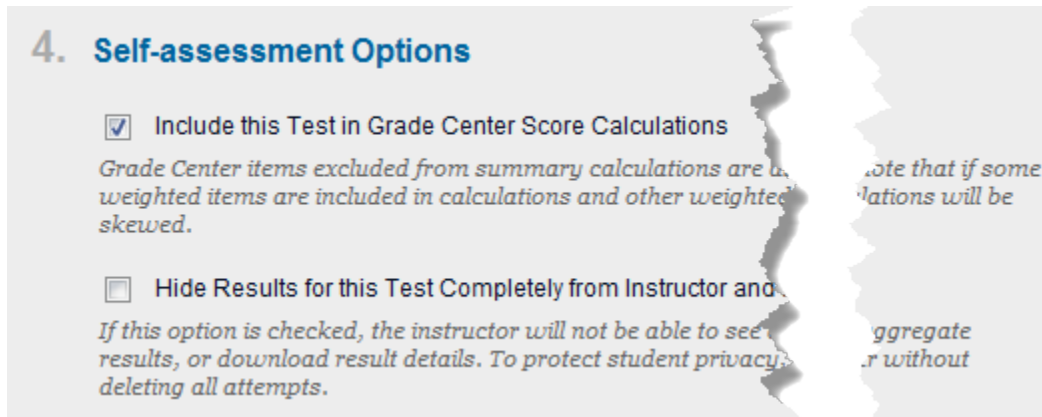 4. Self-assessment Options
Include this Test in Grade Center Score Calculations
Grade Center items excluded from summary calculations are that if some
weighted items are included in calculations and other weighted will be
skewed.
Hide Results for this Test Completely from Instructor and
If this option is checked, the instructor will not be able to see aggregate
results, or download result details. To protect student privacy, without
deleting all attempts.